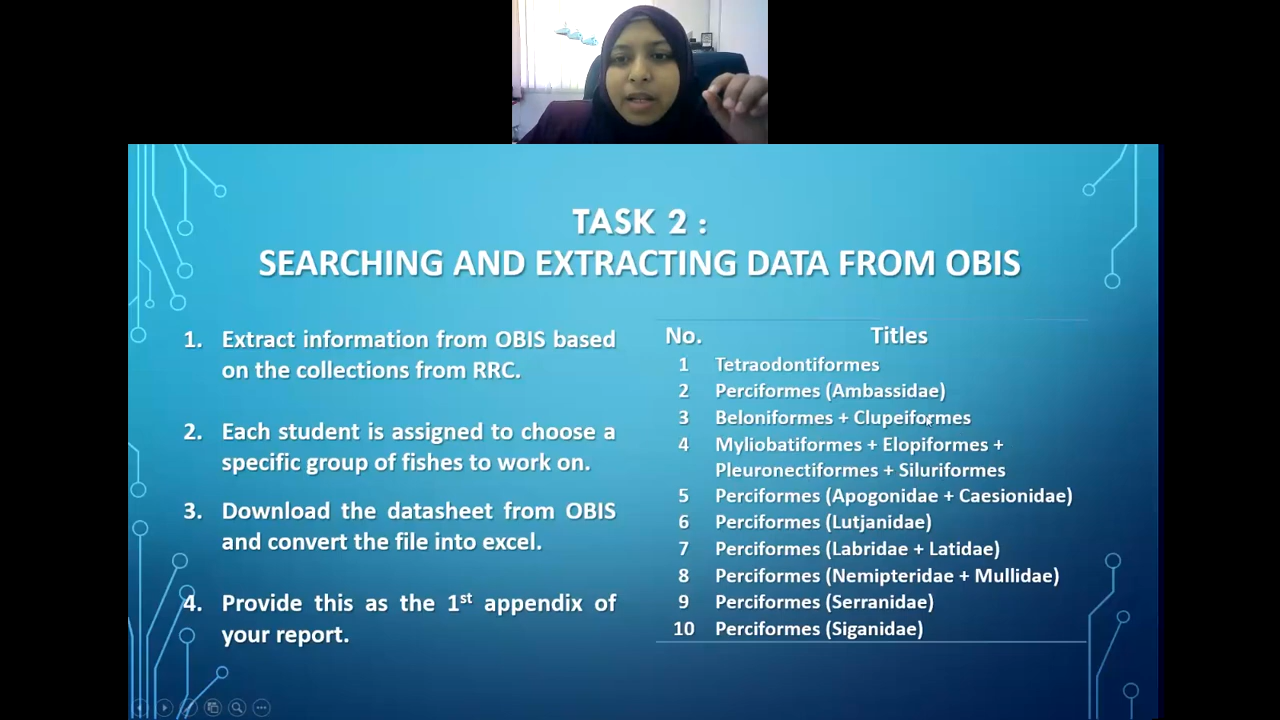 TASK 2 :
SEARCHING AND EXTRACTING DATA FROM OBIS
1. Extract information from OBIS based
on the collections from RRC.
2. Each student is assigned to choose a
specific group of fishes to work on.
3. Download the datasheet from OBIS
and convert the file into excel.
4. Provide this as the 1st appendix of
your report.
No. Titles
1 Tetraodontiformes
2 Perciformes (Ambassidae)
3 Beloniformes + Clupeiformes
4 Myliobatiformes + Elopiformes +
Pleuronectiformes + Siluriformes
5 Perciformes (Apogonidae + Caesionidae)
6 Perciformes (Lutjanidae)
7 Perciformes (Labridae + Latidae)
8 Perciformes (Nemipteridae + Mullidae)
9 Perciformes (Serranidae)
10 Perciformes (Siganidae)